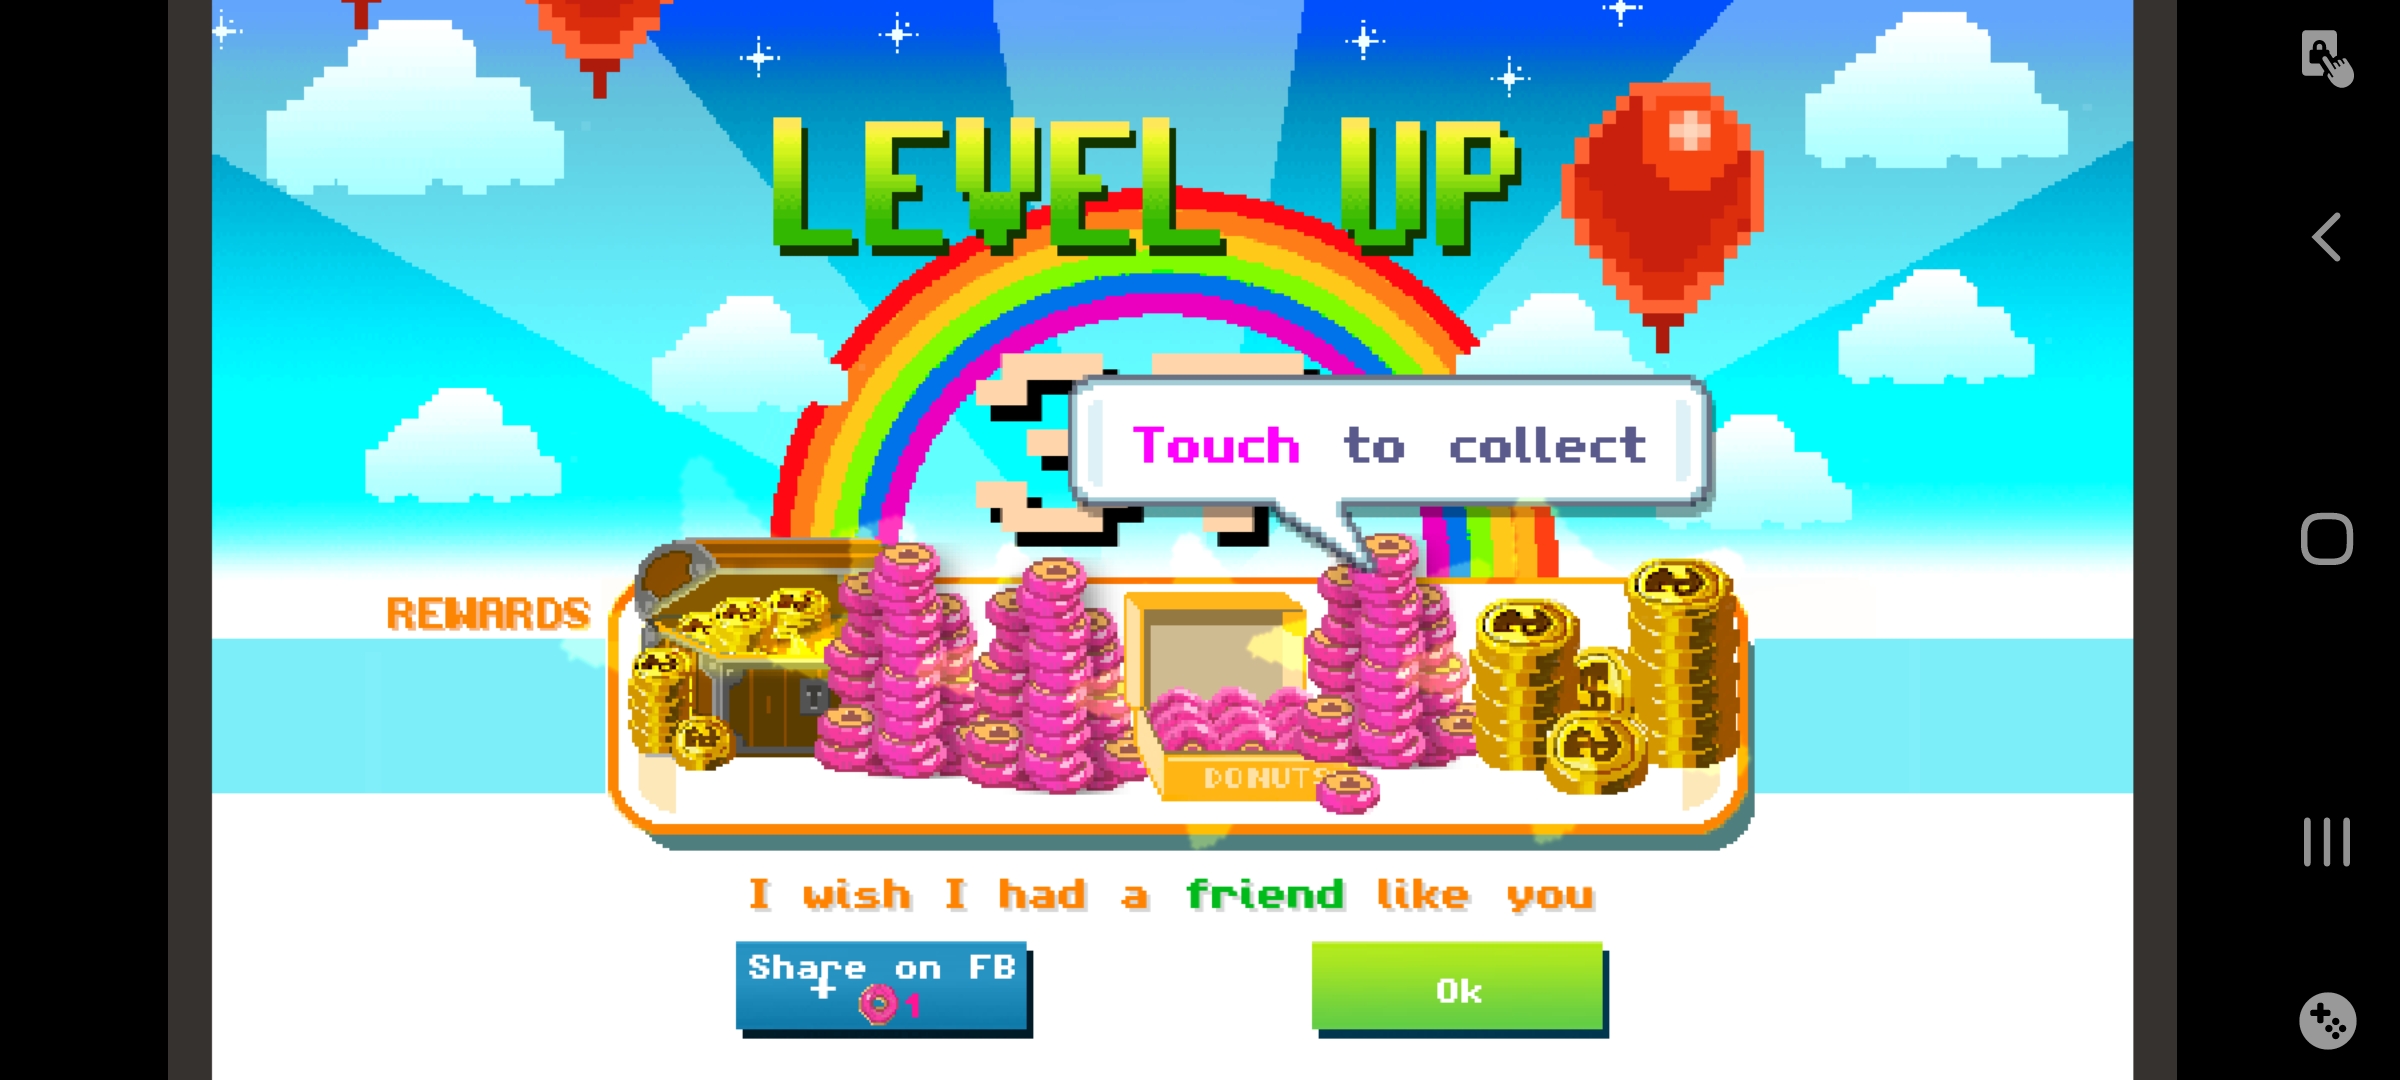 LEVEL UP
Touch to collect
REWARDS
DONUTS
I wish I had a friend like you
Share on FB
+ 1
Ok